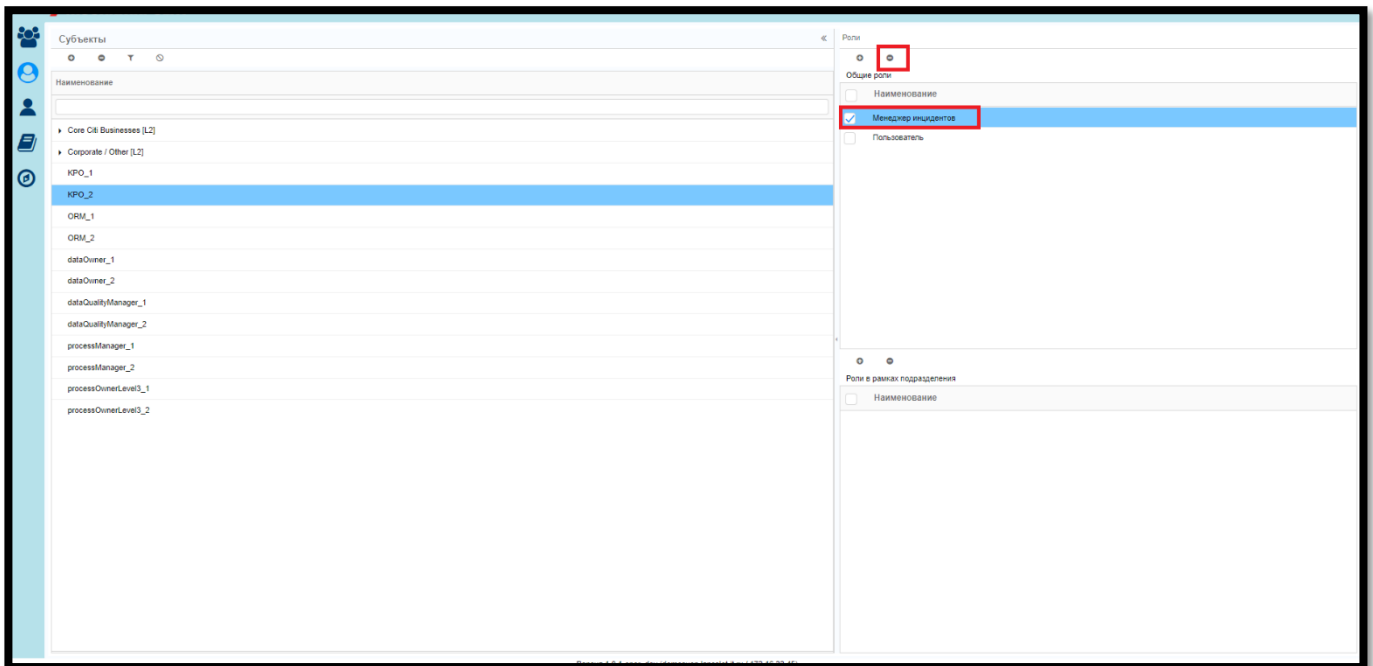 Субъекты
Наименование
Core Citi Businesses [L2]
Corporate / Other [L2]
KPO_1
KPO_2
ORM_1
ORM_2
dataOwner_1
dataOwner_2
dataQualityManager_1
dataQualityManager_2
processManager_1
processManager_2
processOwnerLevel3_1
processOwnerLevel3_2
Роли
Общие роли
Наименование
Менеджер инцидентов
Пользователь
Роли в рамках подразделения
Наименование